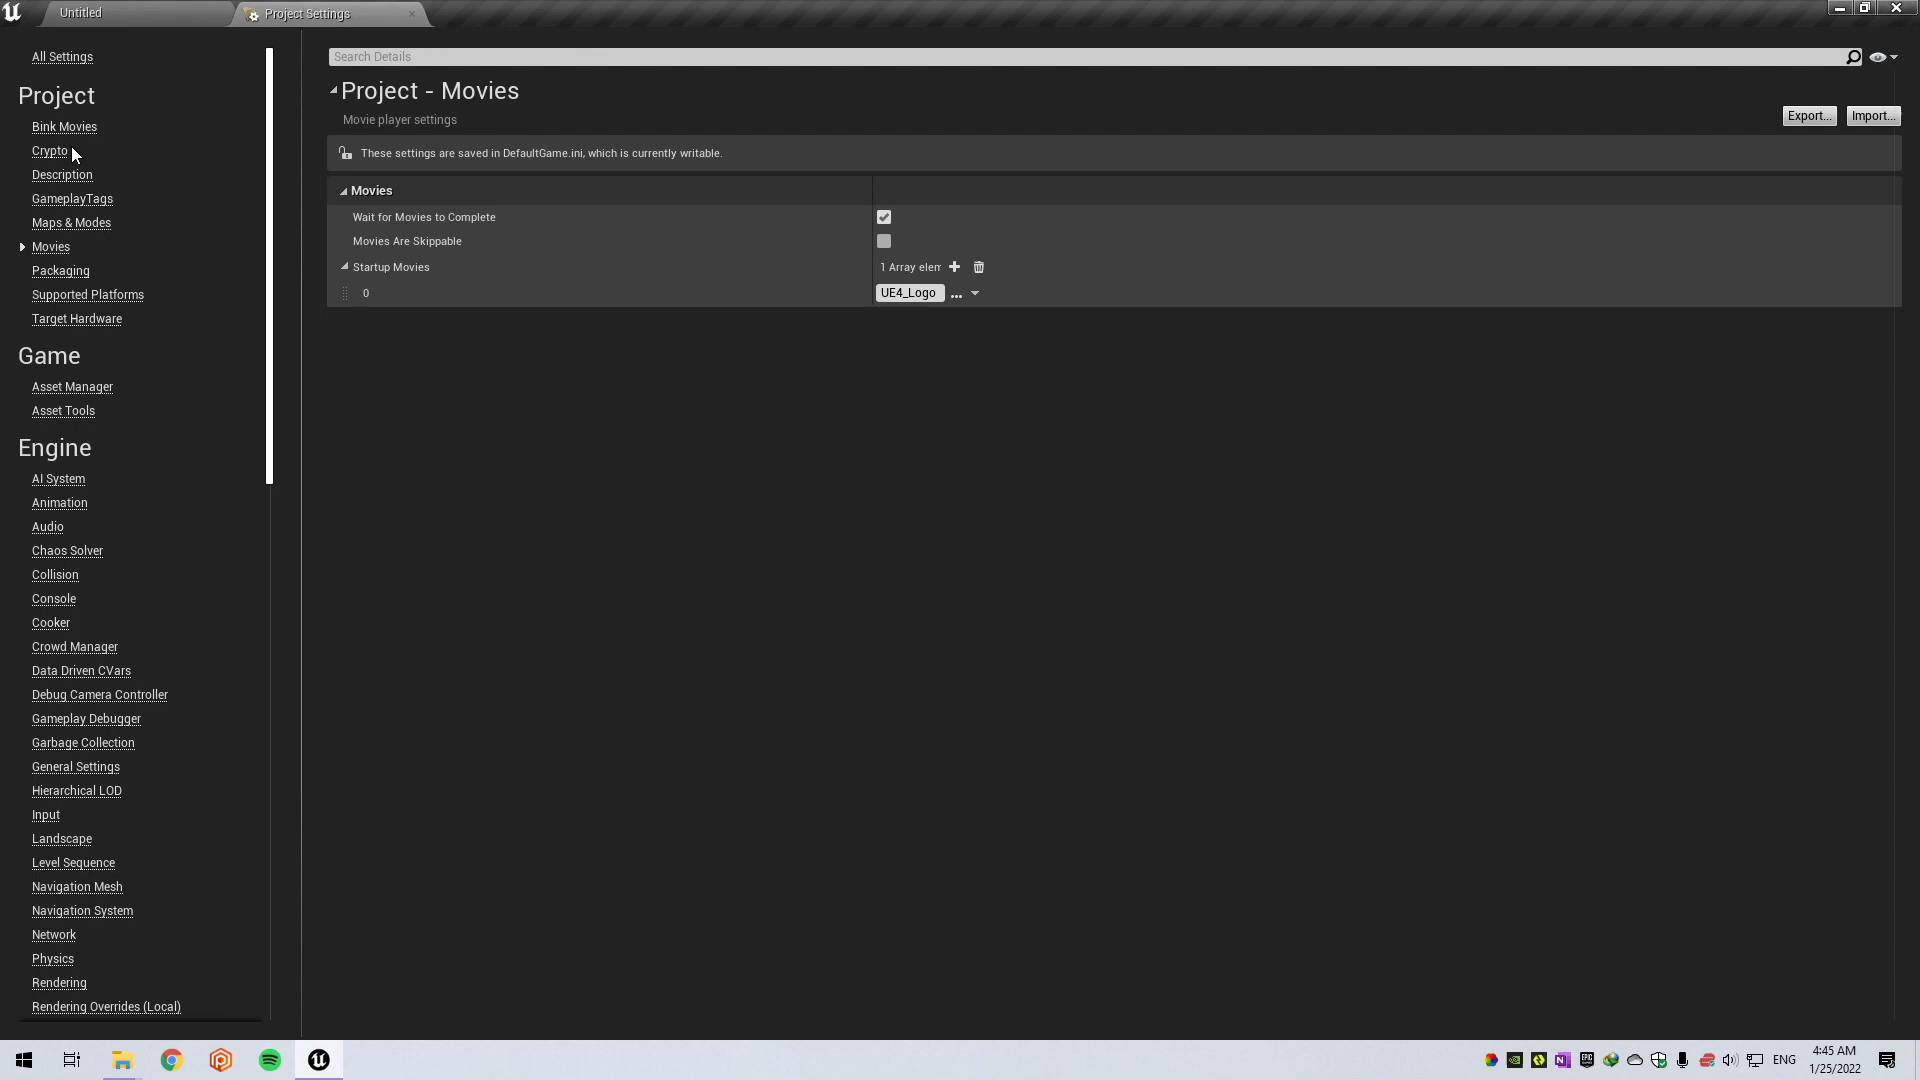 Untitled
Project Settings
All Settings
Project
Bink Movies
Crypto
Description
GameplayTags
Maps & Modes
Movies
Packaging
Supported Platforms
Target Hardware
Game
Asset Manager
Asset Tools
Engine
AI System
Animation
Audio
Chaos Solver
Collision
Console
Cooker
Crowd Manager
Data Driven CVars
Debug Camera Controller
Gameplay Debugger
Garbage Collection
General Settings
Hierarchical LOD
Input
Landscape
Level Sequence
Navigation Mesh
Navigation System
Network
Physics
Rendering
Rendering Overrides (Local)
Search Details
Project - Movies
Movie player settings
Export...
Import...
These settings are saved in DefaultGame.ini, which is currently writable.
Movies
Wait for Movies to Complete
Movies Are Skippable
Startup Movies
1 Array elem
0
UE4_Logo
...
ENG
4:45 AM
1/25/2022